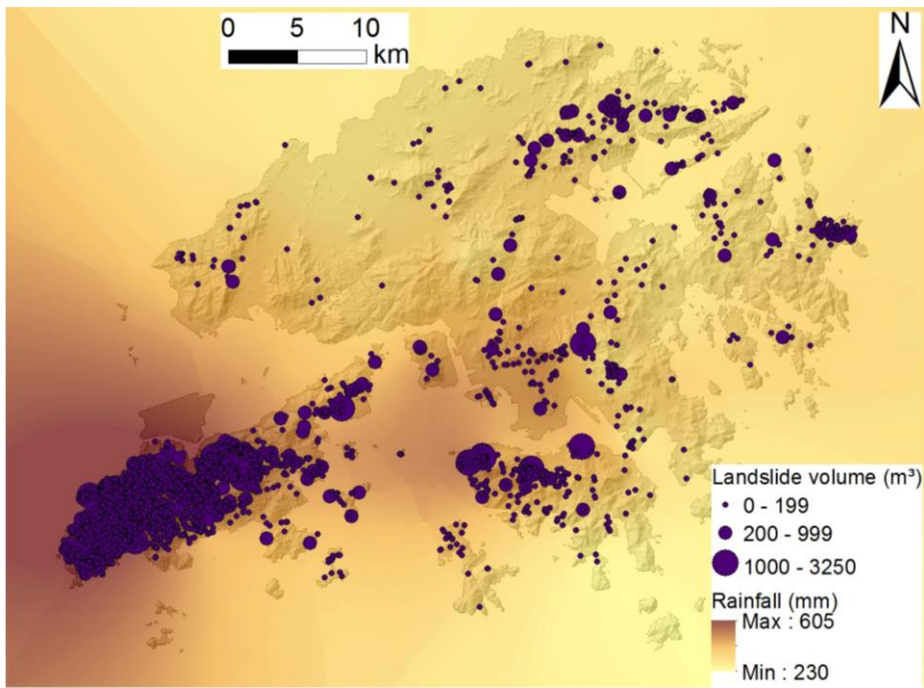 0 5 10
km
N
Landslide volume (m³)
0 - 199
200 - 999
1000 - 3250
Rainfall (mm)
Max : 605
Min : 230